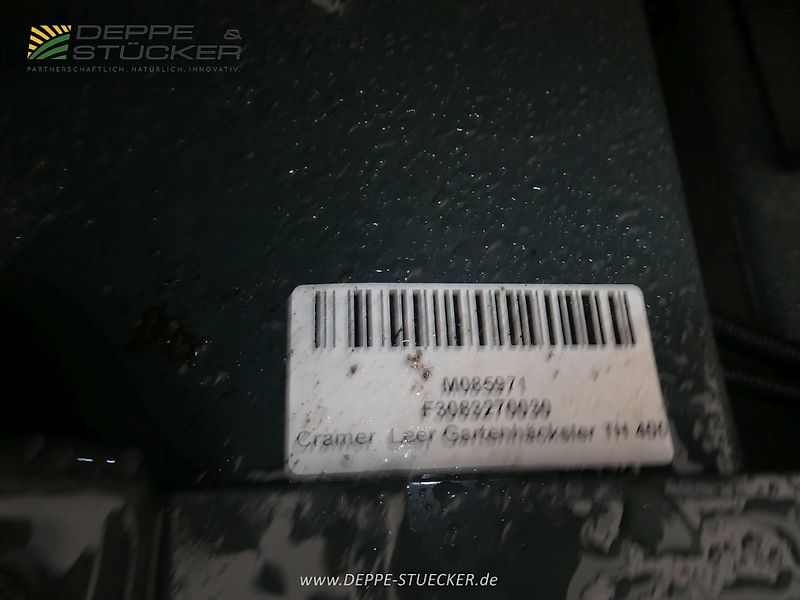 DEPPE &
STÜCKER
PARTNERSCHAFTLICH. NATÜRLICH. INNOVATIV.
M085971
F3083270030
Cramer Leer Gartenhäcksler TH 400
www.DEPPE-STUECKER.de